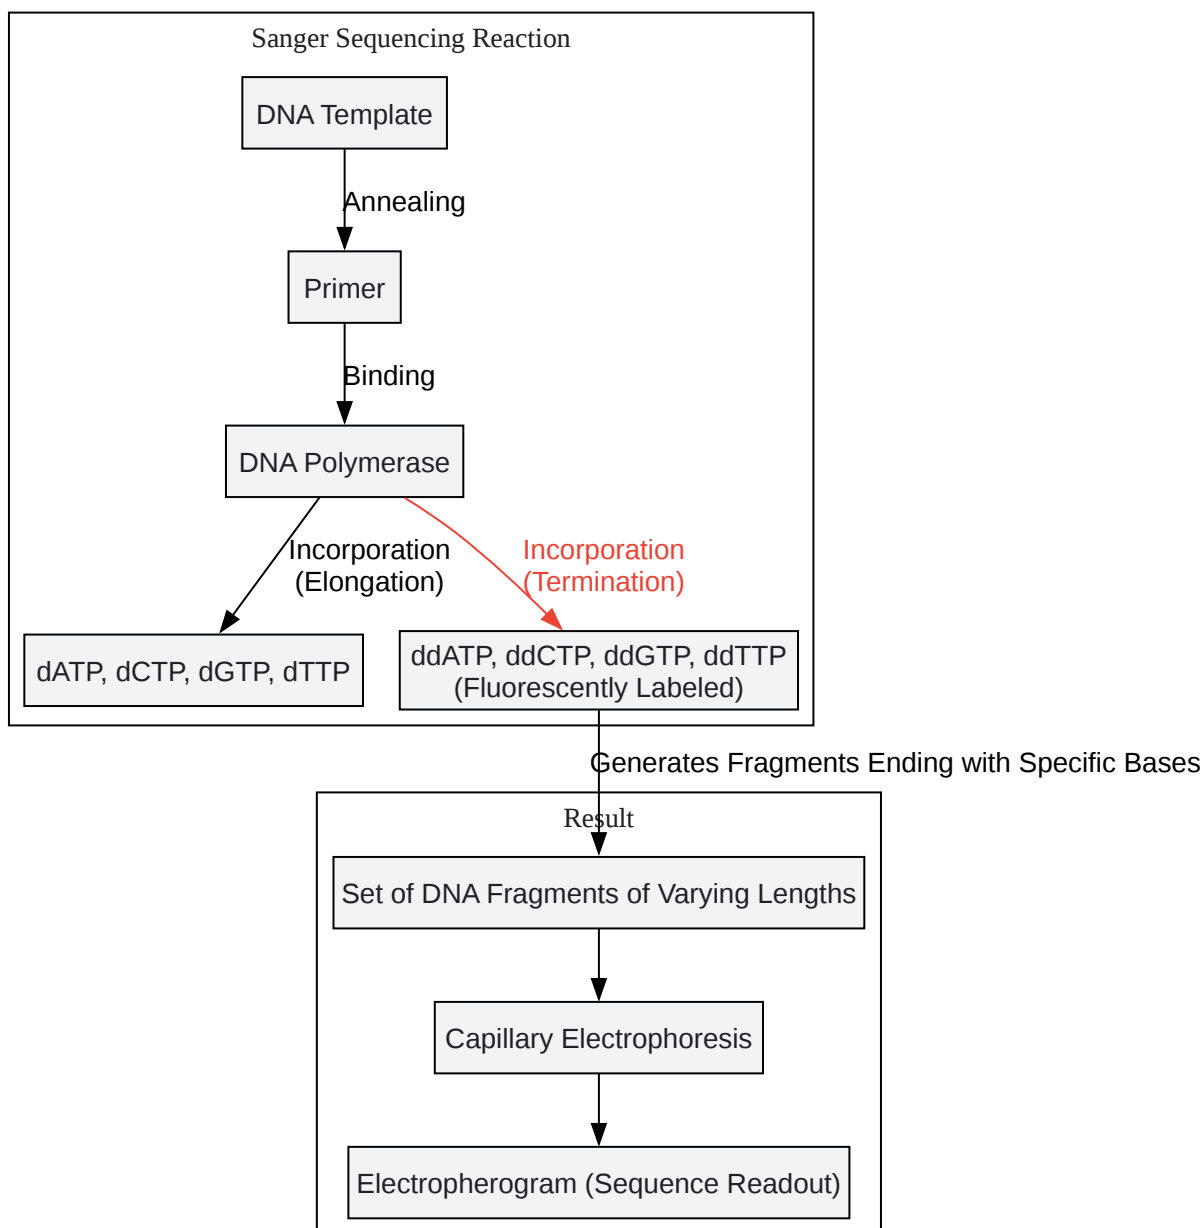 Sanger Sequencing Reaction
DNA Template
Annealing
Primer
Binding
DNA Polymerase
Incorporation
(Elongation)
Incorporation
(Termination)
dATP, dCTP, dGTP, dTTP
ddATP, ddCTP, ddGTP, ddTTP
(Fluorescently Labeled)
Generates Fragments Ending with Specific Bases
Result
Set of DNA Fragments of Varying Lengths
Capillary Electrophoresis
Electropherogram (Sequence Readout)